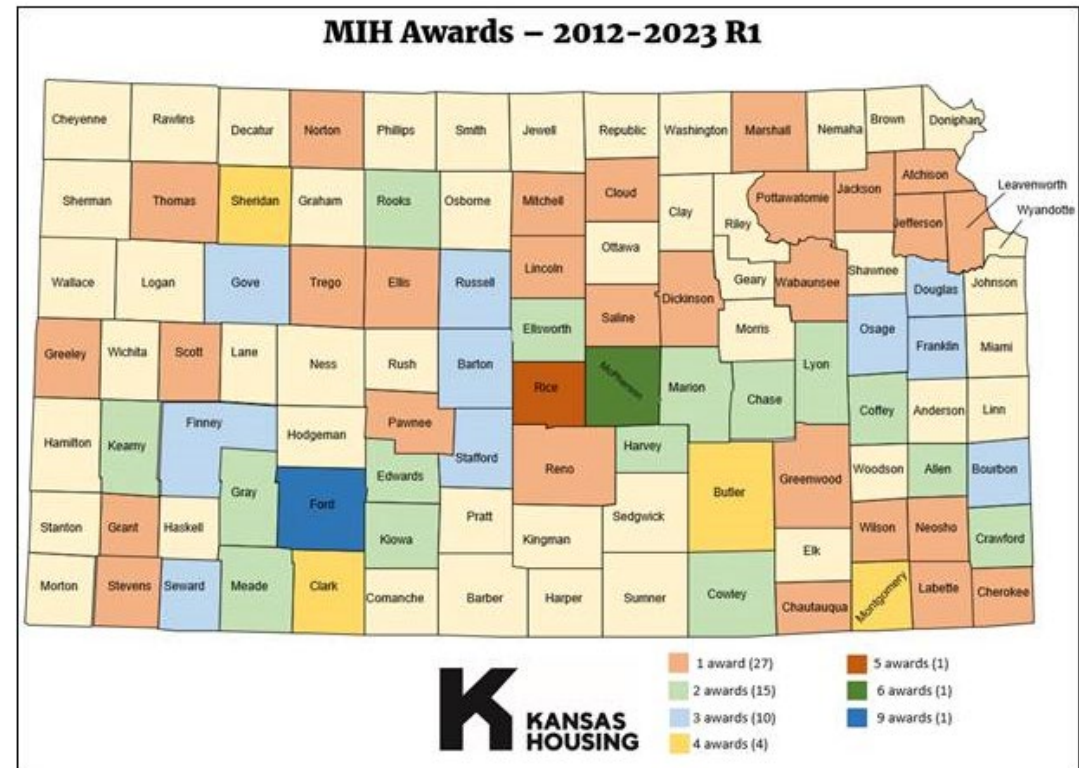 MIH Awards – 2012-2023 R1
Cheyenne
Rawlins
Decatur
Norton
Phillips
Smith
Jewell
Republic
Washington
Marshall
Nemaha
Brown
Doniphan
Sherman
Thomas
Sheridan
Graham
Rooks
Osborne
Mitchell
Cloud
Clay
Riley
Pottawatomie
Jackson
Atchison
Jefferson
Leavenworth
Wyandotte
Ottawa
Wallace
Logan
Gove
Trego
Ellis
Russell
Lincoln
Saline
Dickinson
Geary
Wabaunsee
Shawnee
Douglas
Johnson
Ellsworth
Morris
Osage
Franklin
Miami
Greeley
Wichita
Scott
Lane
Ness
Rush
Barton
Rice
McPherson
Marion
Chase
Lyon
Coffey
Anderson
Linn
Hamilton
Kearny
Finney
Hodgeman
Pawnee
Stafford
Edwards
Reno
Harvey
Gray
Ford
Butler
Greenwood
Woodson
Allen
Bourbon
Stanton
Grant
Haskell
Kiowa
Pratt
Kingman
Sedgwick
Elk
Wilson
Neosho
Crawford
Morton
Stevens
Seward
Meade
Clark
Comanche
Barber
Harper
Sumner
Cowley
Chautauqua
Montgomery
Labette
Cherokee
K
KANSAS
HOUSING
1 award (27)
2 awards (15)
3 awards (10)
4 awards (4)
5 awards (1)
6 awards (1)
9 awards (1)